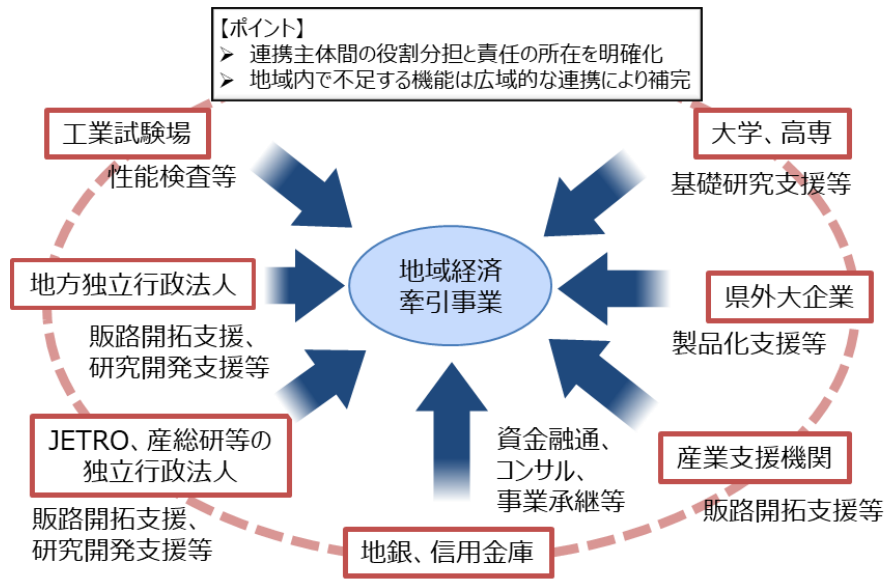 【ポイント】
➢ 連携主体間の役割分担と責任の所在を明確化
➢ 地域内で不足する機能は広域的な連携により補完
工業試験場
性能検査等
大学、高専
基礎研究支援等
地方独立行政法人
販路開拓支援、
研究開発支援等
地域経済
牽引事業
県外大企業
製品化支援等
JETRO、産総研等の
独立行政法人
販路開拓支援、
研究開発支援等
資金融通、
コンサル、
事業承継等
地銀、信用金庫
産業支援機関
販路開拓支援等